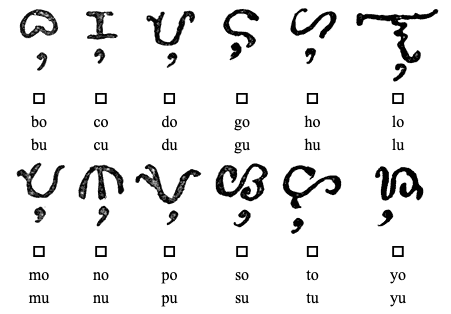 ᜊᜓ ᜃᜓ ᜇᜓ ᜄᜓ ᜑᜓ ᜎᜓ
□ □ □ □ □ □
bo co do go ho lo
bu cu du gu hu lu
ᜋᜓ ᜈᜓ ᜉᜓ ᜐᜓ ᜆᜓ ᜌᜓ
□ □ □ □ □ □
mo no po so to yo
mu nu pu su tu yu